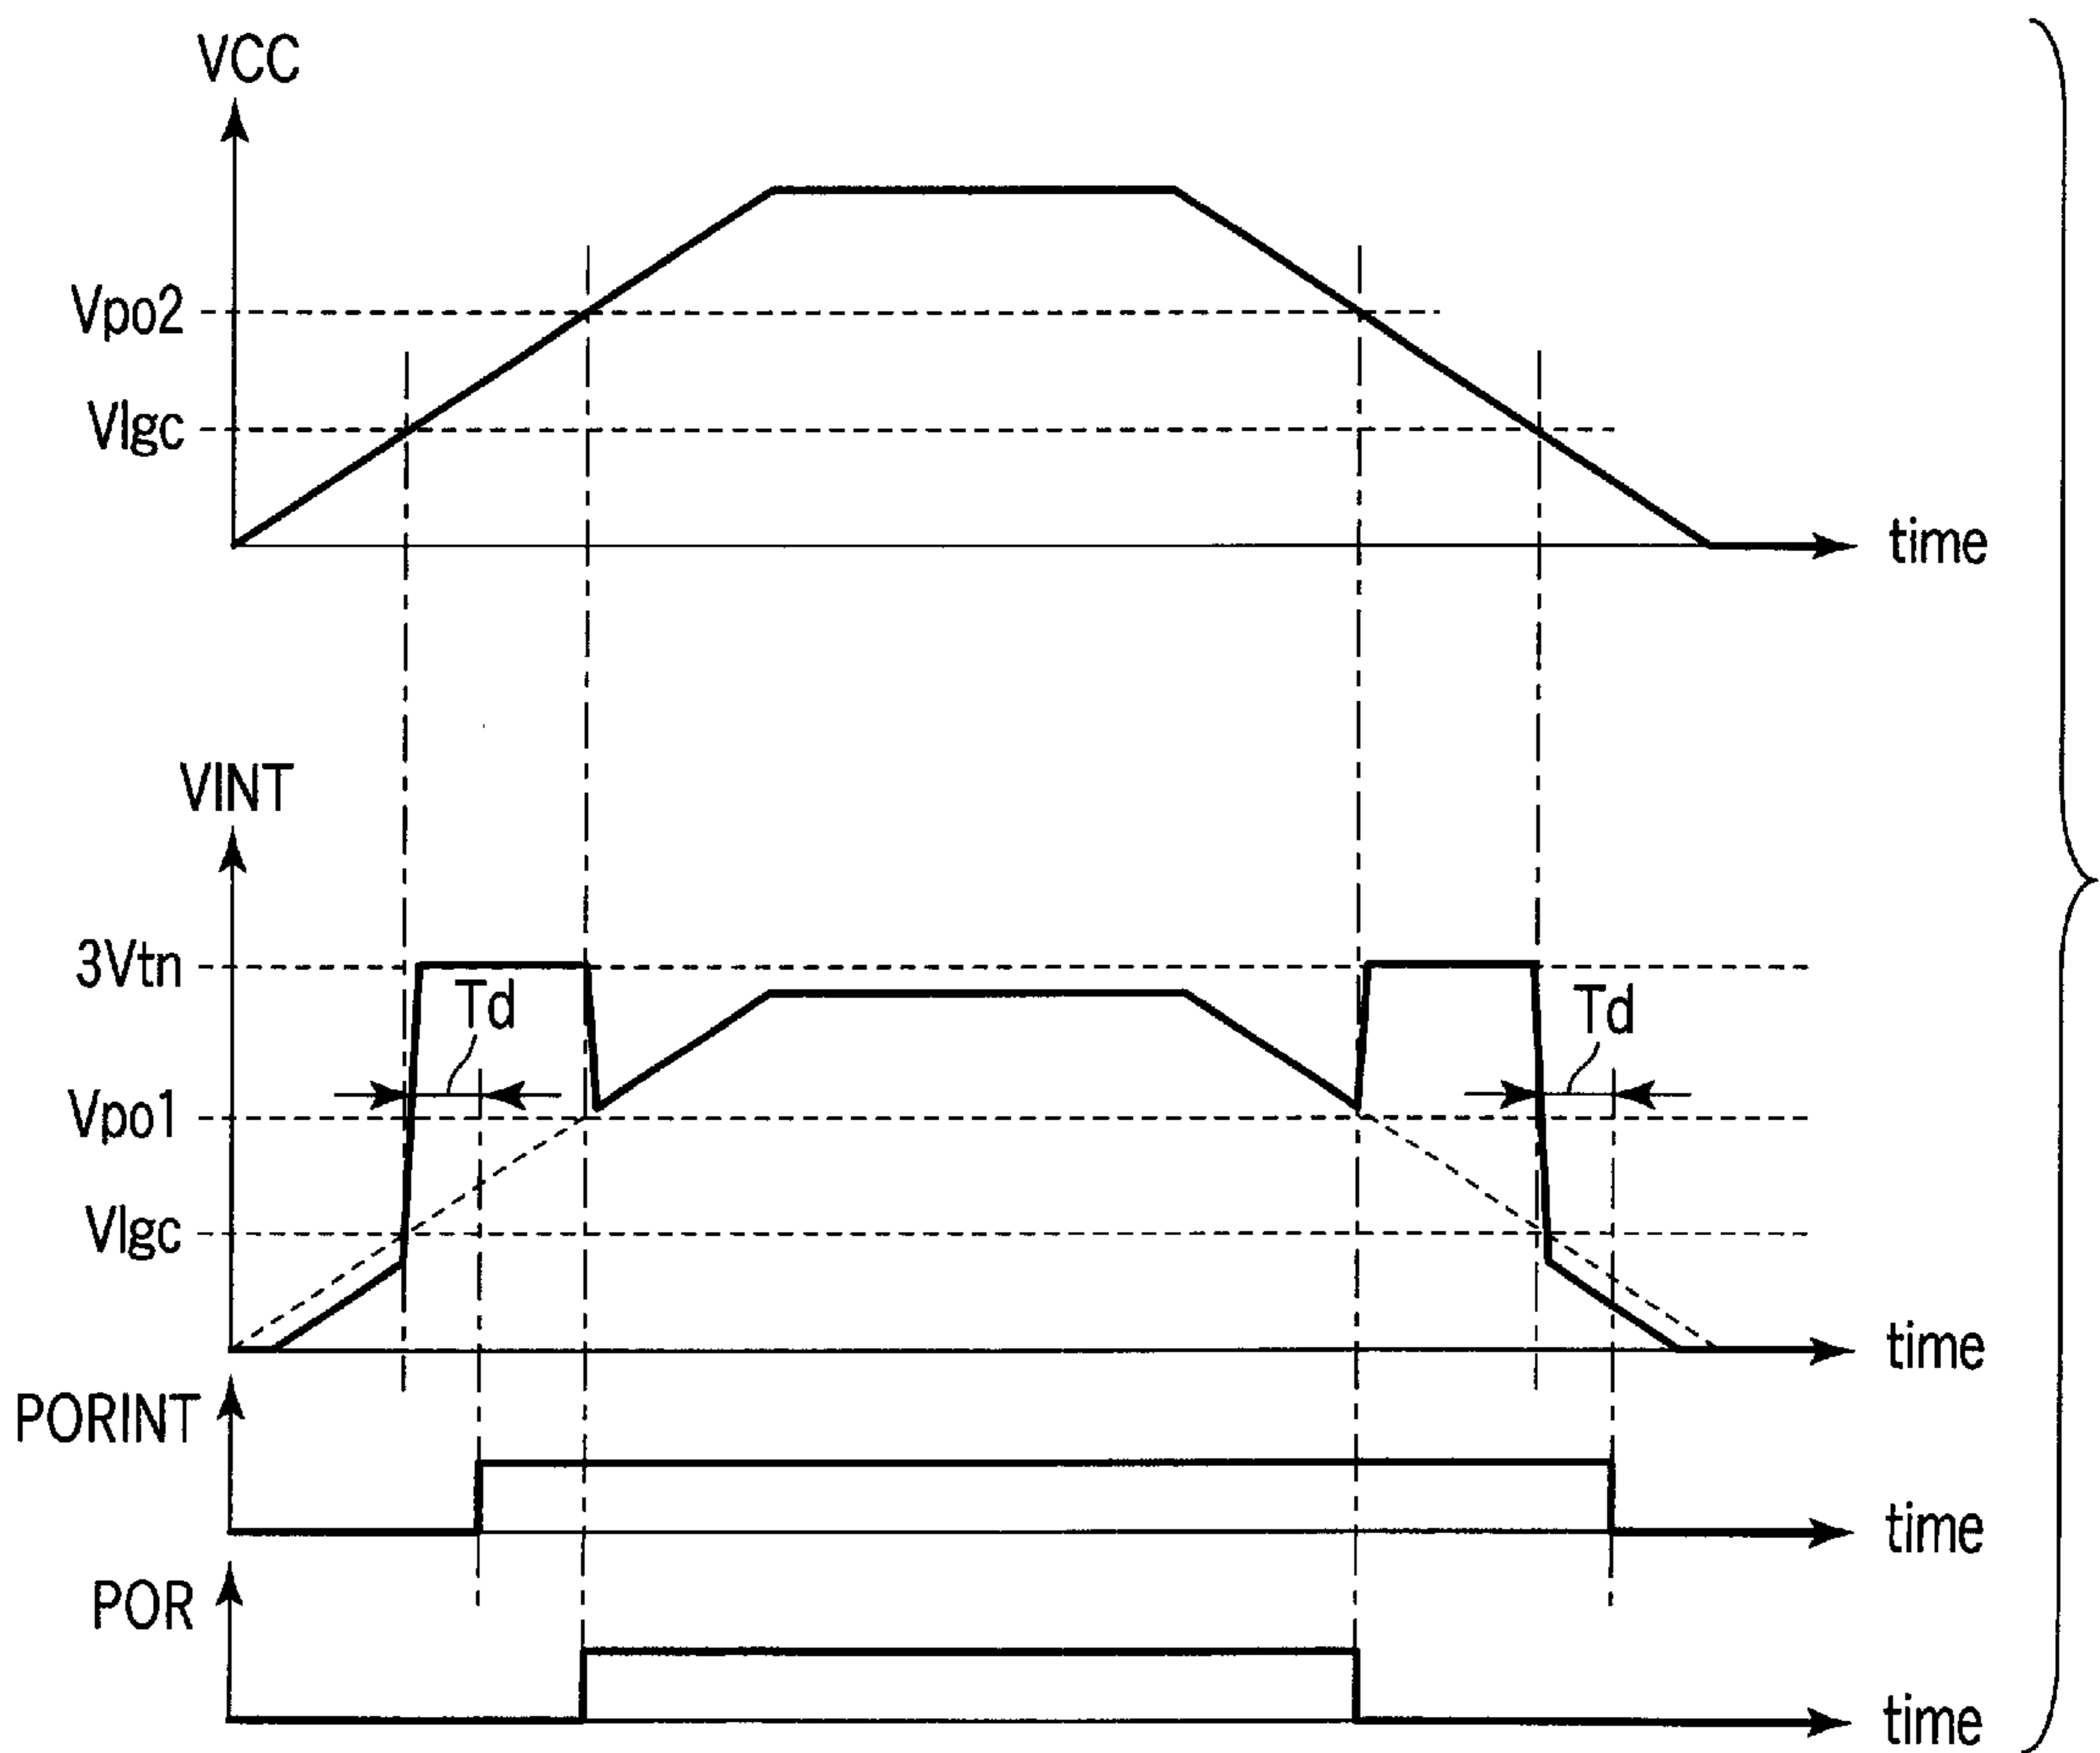 VCC
Vpo2
Vlgc
time
VINT
3Vtn
Td
Td
Vpo1
Vlgc
time
PORINT
time
POR
time